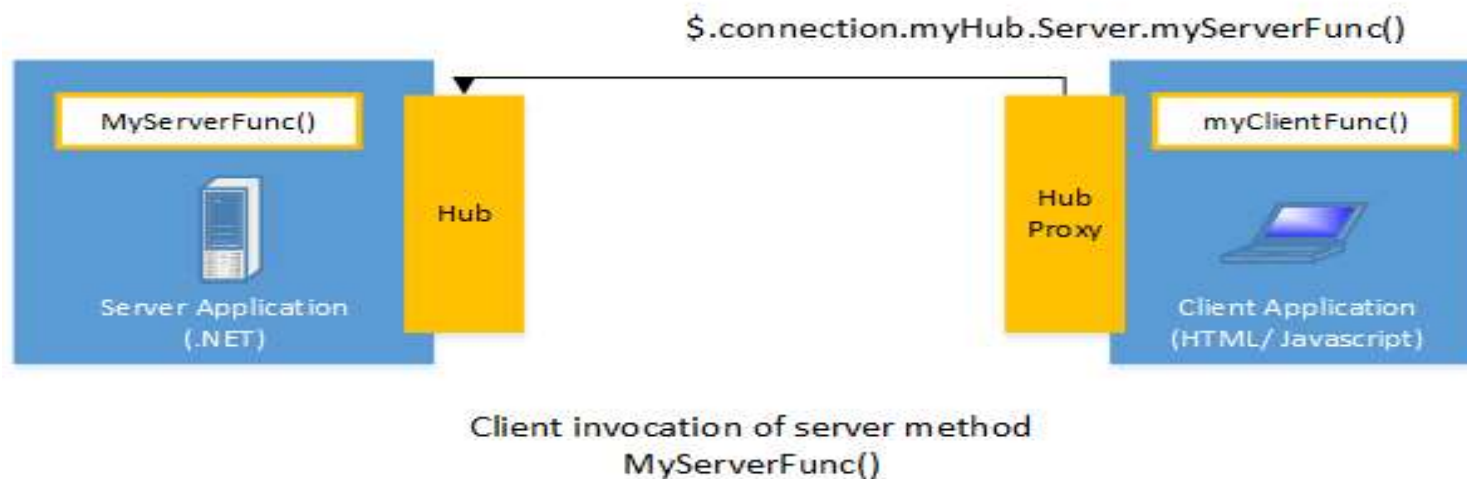 $.connection.myHub.Server.myServerFunc()
MyServerFunc()
myClientFunc()
Hub
Hub
Proxy
Server Application
(.NET)
Client Application
(HTML/ Javascript)
Client invocation of server method
MyServerFunc()